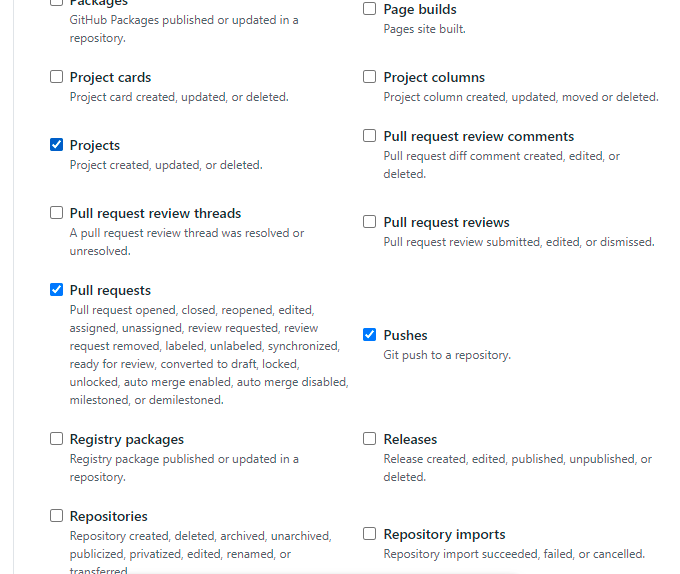 Packages
GitHub Packages published or updated in a
repository.
Page builds
Pages site built.
Project cards
Project card created, updated, or deleted.
Project columns
Project column created, updated, moved or deleted.
Projects
Project created, updated, or deleted.
Pull request review comments
Pull request diff comment created, edited, or
deleted.
Pull request review threads
A pull request review thread was resolved or
unresolved.
Pull request reviews
Pull request review submitted, edited, or dismissed.
Pull requests
Pull request opened, closed, reopened, edited,
assigned, unassigned, review requested, review
request removed, labeled, unlabeled, synchronized,
ready for review, converted to draft, locked,
unlocked, auto merge enabled, auto merge disabled,
milestoned, or demilestoned.
Pushes
Git push to a repository.
Registry packages
Registry package published or updated in a
repository.
Releases
Release created, edited, published, unpublished, or
deleted.
Repositories
Repository created, deleted, archived, unarchived,
publicized, privatized, edited, renamed, or
transferred.
Repository imports
Repository import succeeded, failed, or cancelled.